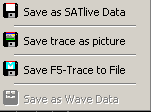 Save as SATlive Data
Save trace as picture
Save F5-Trace to File
Save as Wave Data